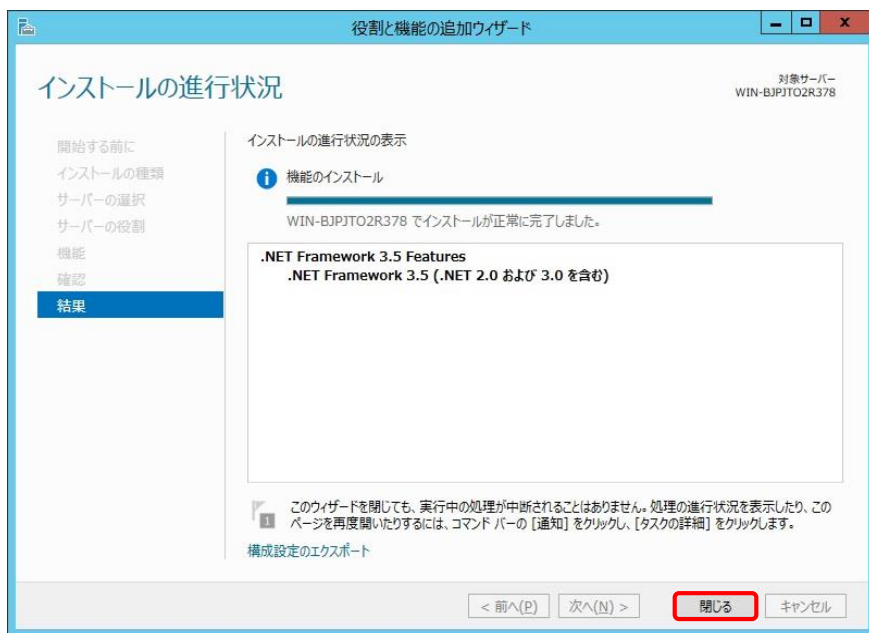 役割と機能の追加ウィザード
インストールの進行状況
対象サーバー
WIN-BJPJTO2R378
開始する前に
インストールの種類
サーバーの選択
サーバーの役割
機能
確認
結果
インストールの進行状況の表示
機能のインストール
WIN-BJPJTO2R378 でインストールが正常に完了しました。
.NET Framework 3.5 Features
.NET Framework 3.5 (.NET 2.0 および 3.0 を含む)
1
このウィザードを閉じても、実行中の処理が中断されることはありません。処理の進行状況を表示したり、この
ページを再度開いたりするには、コマンド バーの [通知] をクリックし、[タスクの詳細] をクリックします。
構成設定のエクスポート
< 前へ(P)
次へ(N) >
閉じる
キャンセル